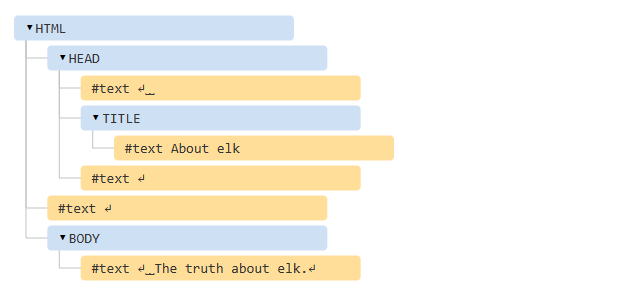 ▾ HTML
▾ HEAD
#text ↵␣␣
▾ TITLE
#text About elk
#text ↵
#text ↵
▾ BODY
#text ↵␣␣The truth about elk.↵